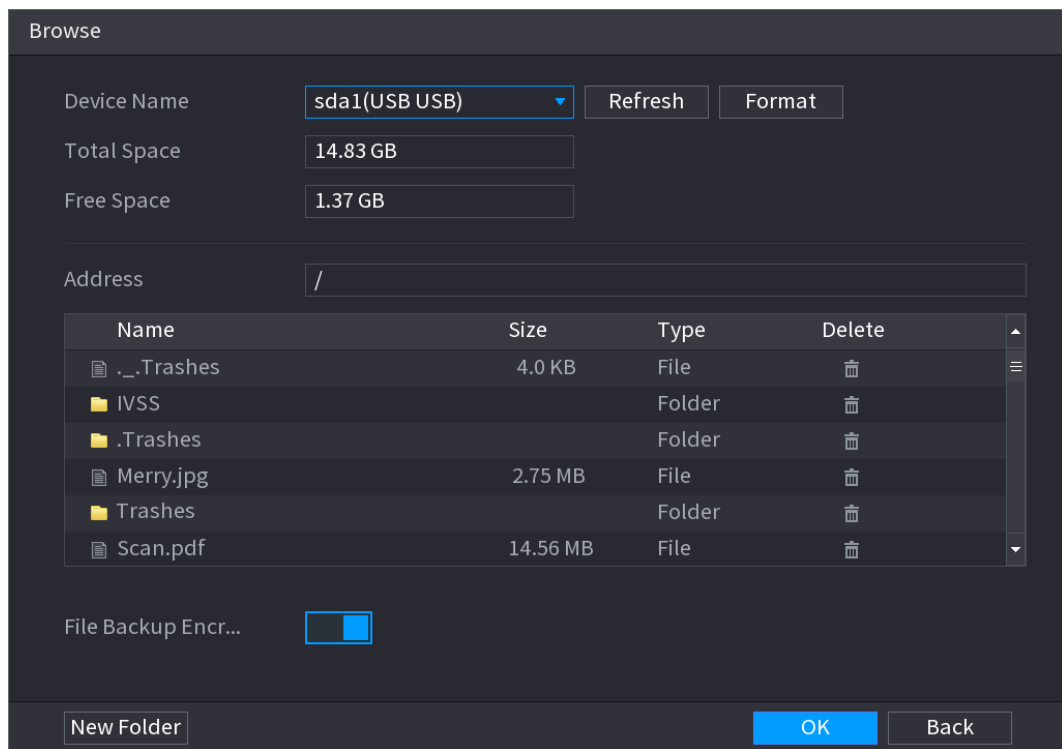 Browse
Device Name sda1(USB USB) Refresh Format
Total Space 14.83 GB
Free Space 1.37 GB
Address /
Name Size Type Delete
._.Trashes 4.0 KB File
IVSS Folder
.Trashes Folder
Merry.jpg 2.75 MB File
Trashes Folder
Scan.pdf 14.56 MB File
File Backup Encr...
New Folder OK Back